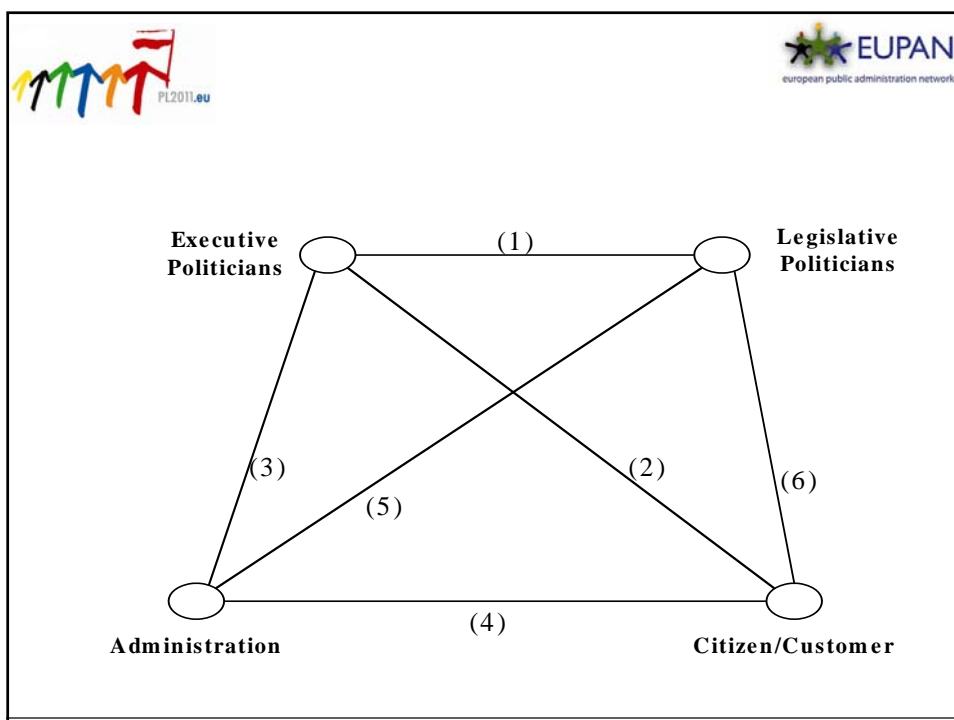 PL2011.eu
EUPAN
european public administration network
Executive
Politicians
(1)
Legislative
Politicians
(3)
(2)
(6)
(5)
(4)
Administration
Citizen/Customer